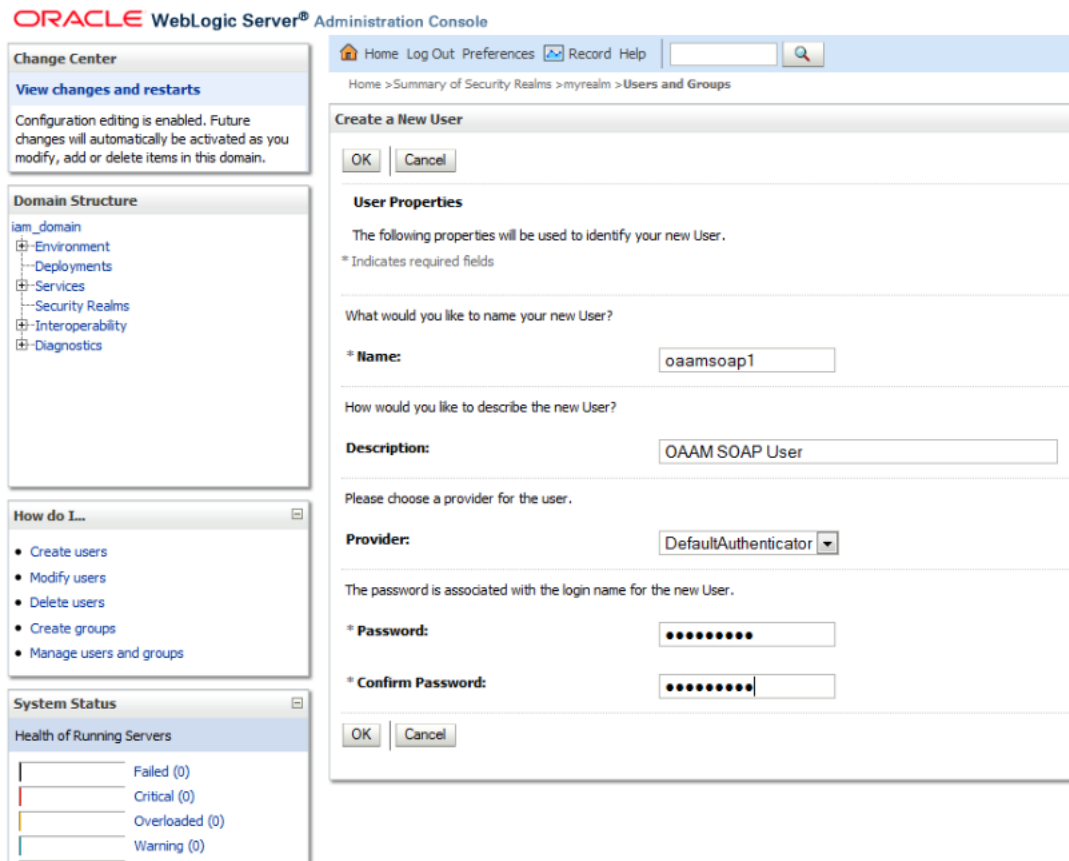 ORACLE WebLogic Server® Administration Console
Change Center
View changes and restarts
Configuration editing is enabled. Future
changes will automatically be activated as you
modify, add or delete items in this domain.
Domain Structure
iam_domain
Environment
Deployments
Services
Security Realms
Interoperability
Diagnostics
How do I...
Create users
Modify users
Delete users
Create groups
Manage users and groups
System Status
Health of Running Servers
Failed (0)
Critical (0)
Overloaded (0)
Warning (0)
Home Log Out Preferences Record Help
Home >Summary of Security Realms >myrealm >Users and Groups
Create a New User
OK Cancel
User Properties
The following properties will be used to identify your new User.
* Indicates required fields
What would you like to name your new User?
* Name: oaamsoap1
How would you like to describe the new User?
Description: OAAM SOAP User
Please choose a provider for the user.
Provider: DefaultAuthenticator
The password is associated with the login name for the new User.
* Password: •••••••••
* Confirm Password: •••••••••
OK Cancel